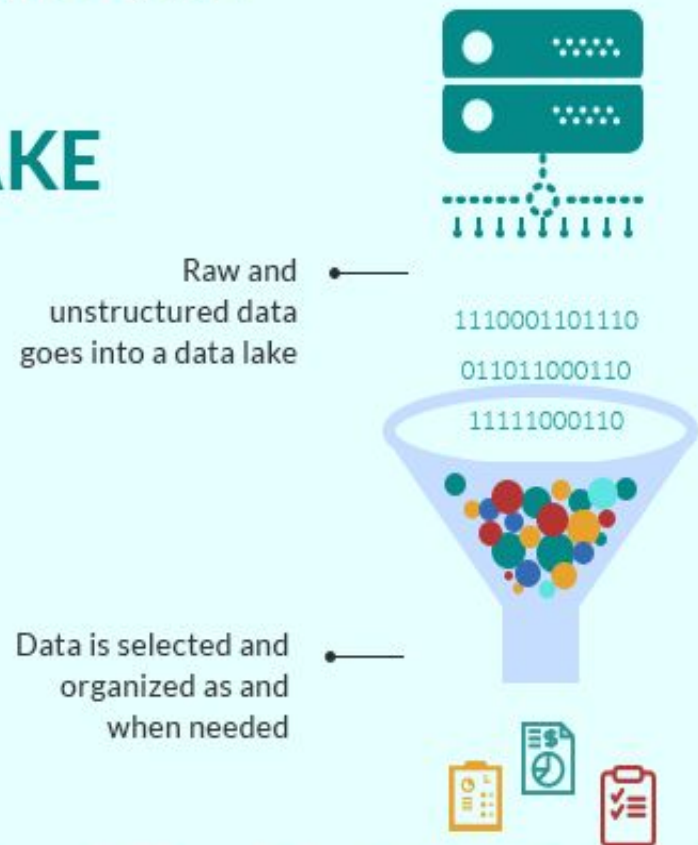 AKE
Raw and
unstructured data
goes into a data lake
1110001101110
011011000110
11111000110
Data is selected and
organized as and
when needed
$